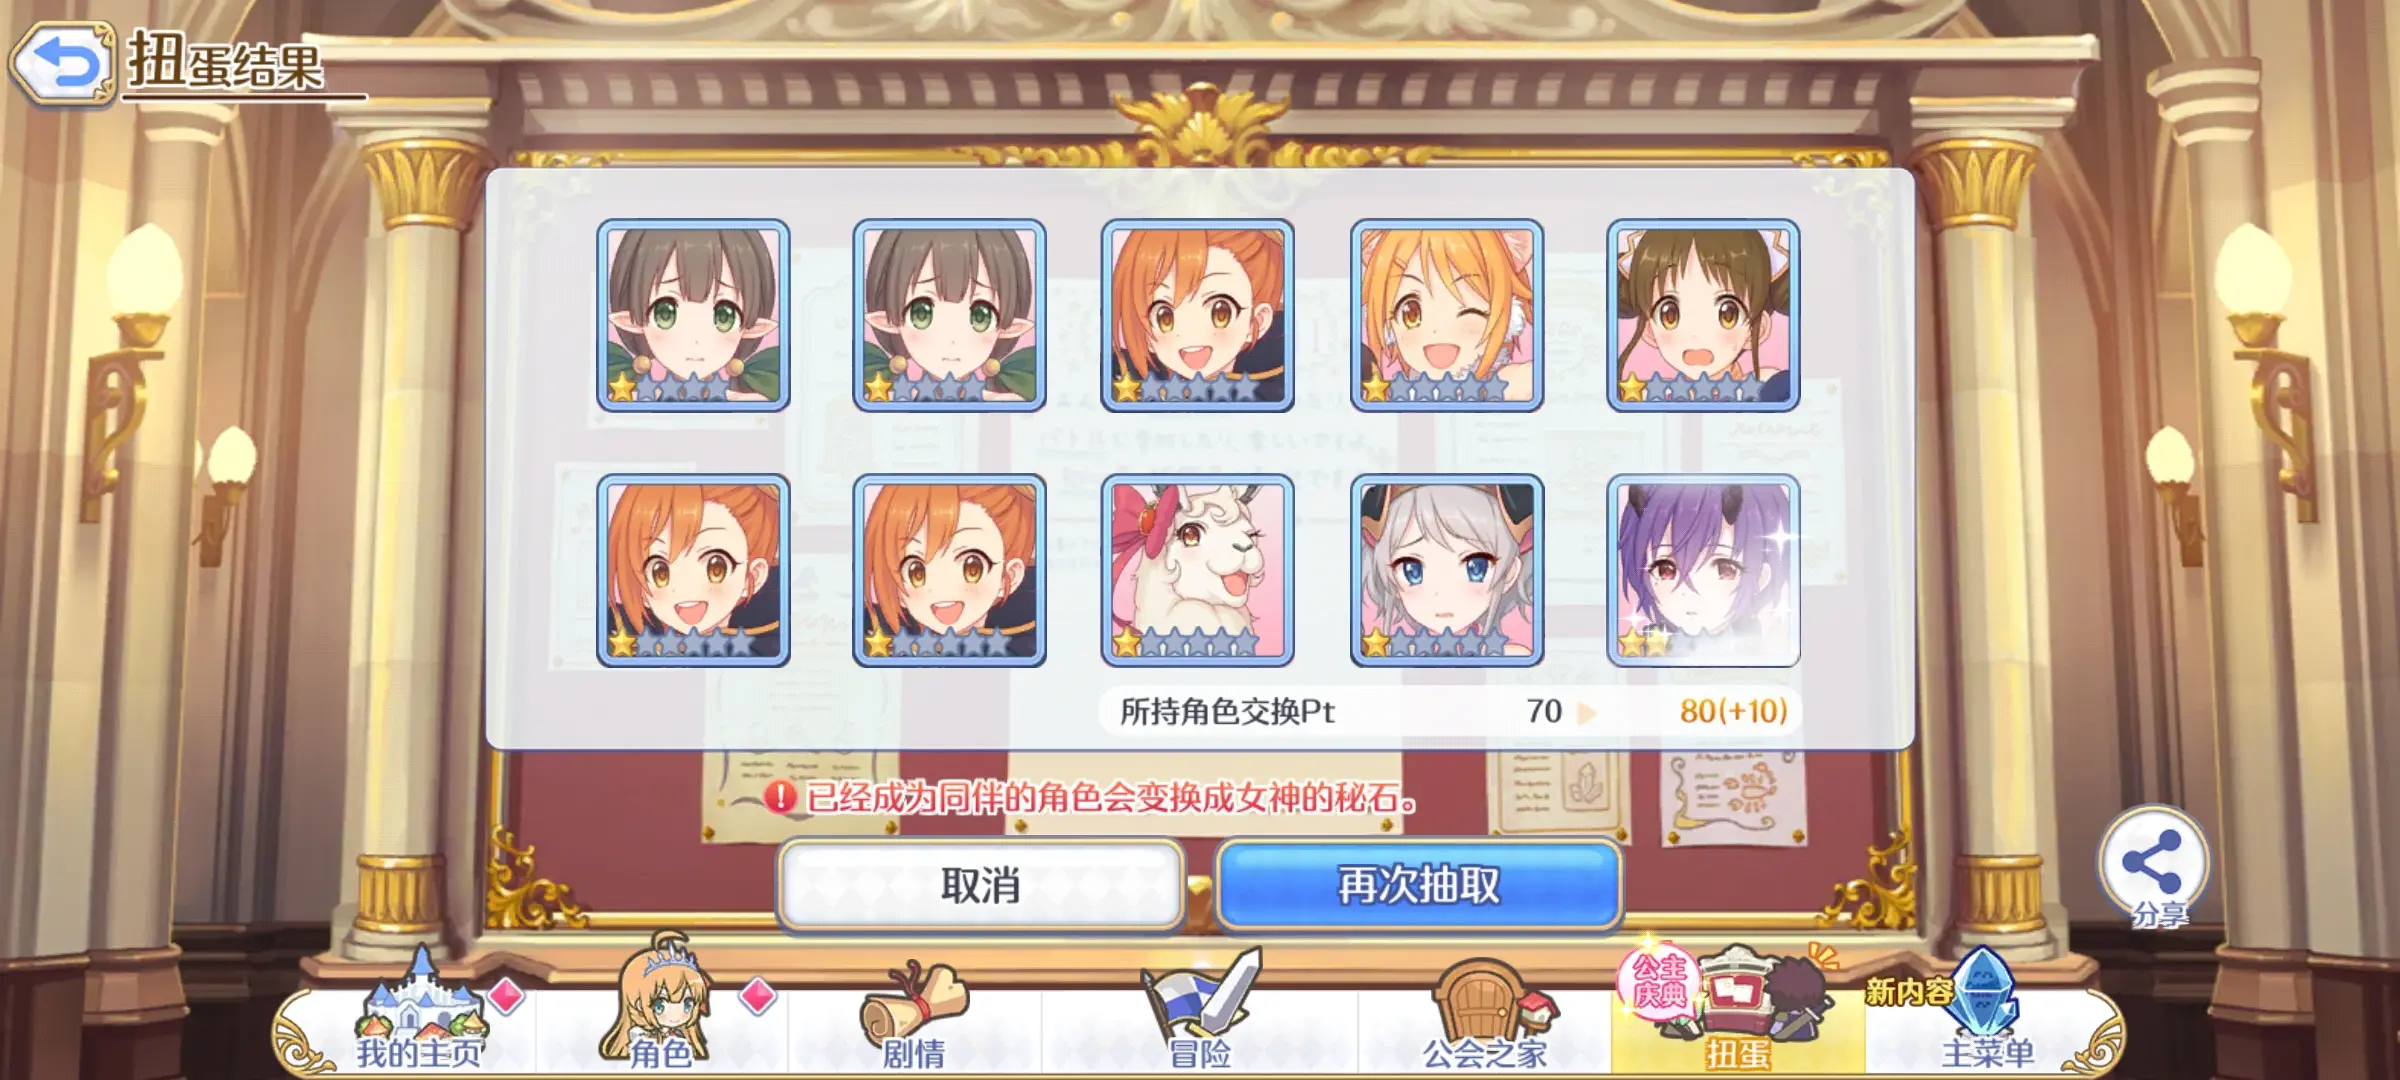 扭蛋结果
所持角色交换Pt 70 80(+10)
已经成为同伴的角色会变换成女神的秘石。
取消
再次抽取
分享
公主
庆典
新内容
我的主页
角色
剧情
冒险
公会之家
扭蛋
主菜单